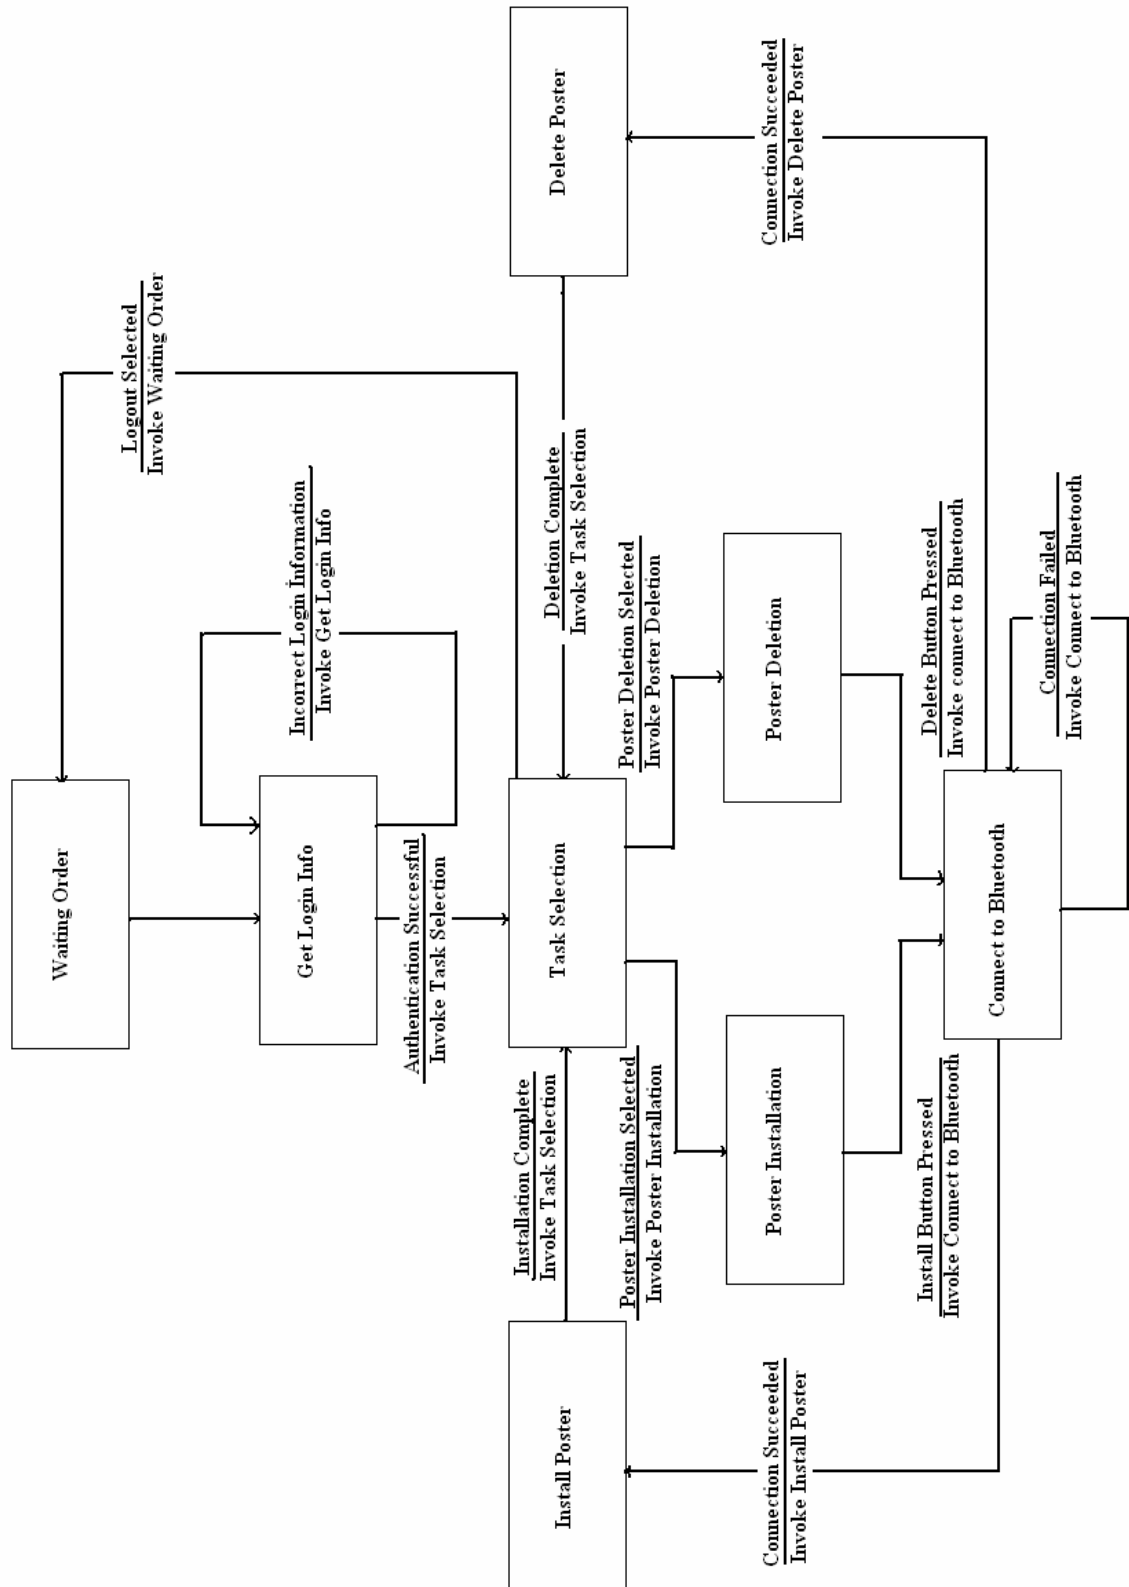 Waiting Order
Logout Selected
Invoke Waiting Order
Incorrect Login Information
Invoke Get Login Info
Get Login Info
Authentication Successful
Invoke Task Selection
Install Poster
Installation Complete
Invoke Task Selection
Task Selection
Deletion Complete
Invoke Task Selection
Delete Poster
Poster Installation Selected
Invoke Poster Installation
Poster Deletion Selected
Invoke Poster Deletion
Poster Installation
Poster Deletion
Connection Succeeded
Invoke Install Poster
Connection Succeeded
Invoke Delete Poster
Install Button Pressed
Invoke Connect to Bluetooth
Delete Button Pressed
Invoke connect to Bluetooth
Connect to Bluetooth
Connection Failed
Invoke Connect to Bluetooth